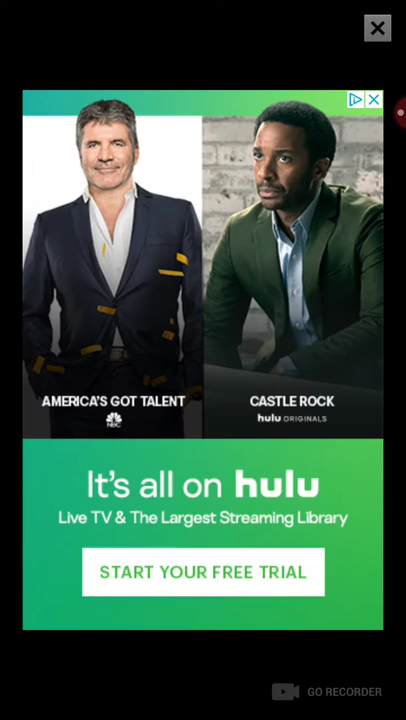 AMERICA'S GOT TALENT
NBC
CASTLE ROCK
hulu ORIGINALS
It's all on hulu
Live TV & The Largest Streaming Library
START YOUR FREE TRIAL
GO RECORDER